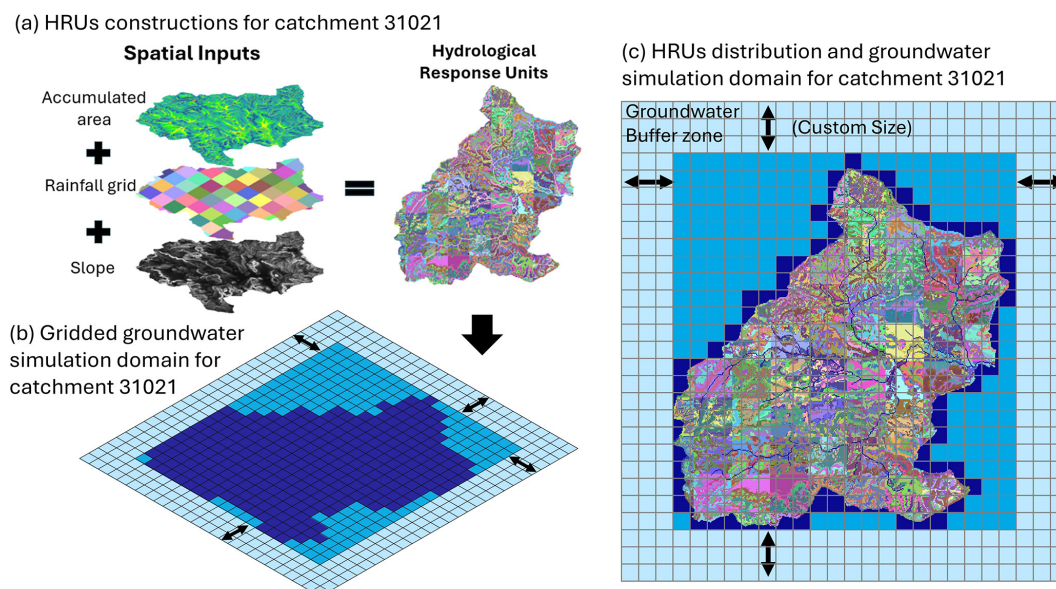 (a) HRUs constructions for catchment 31021
Spatial Inputs
Hydrological
Response Units
Accumulated
area
Rainfall grid
Slope
(b) Gridded groundwater
simulation domain for
catchment 31021
(c) HRUs distribution and groundwater
simulation domain for catchment 31021
Groundwater
Buffer zone
(Custom Size)